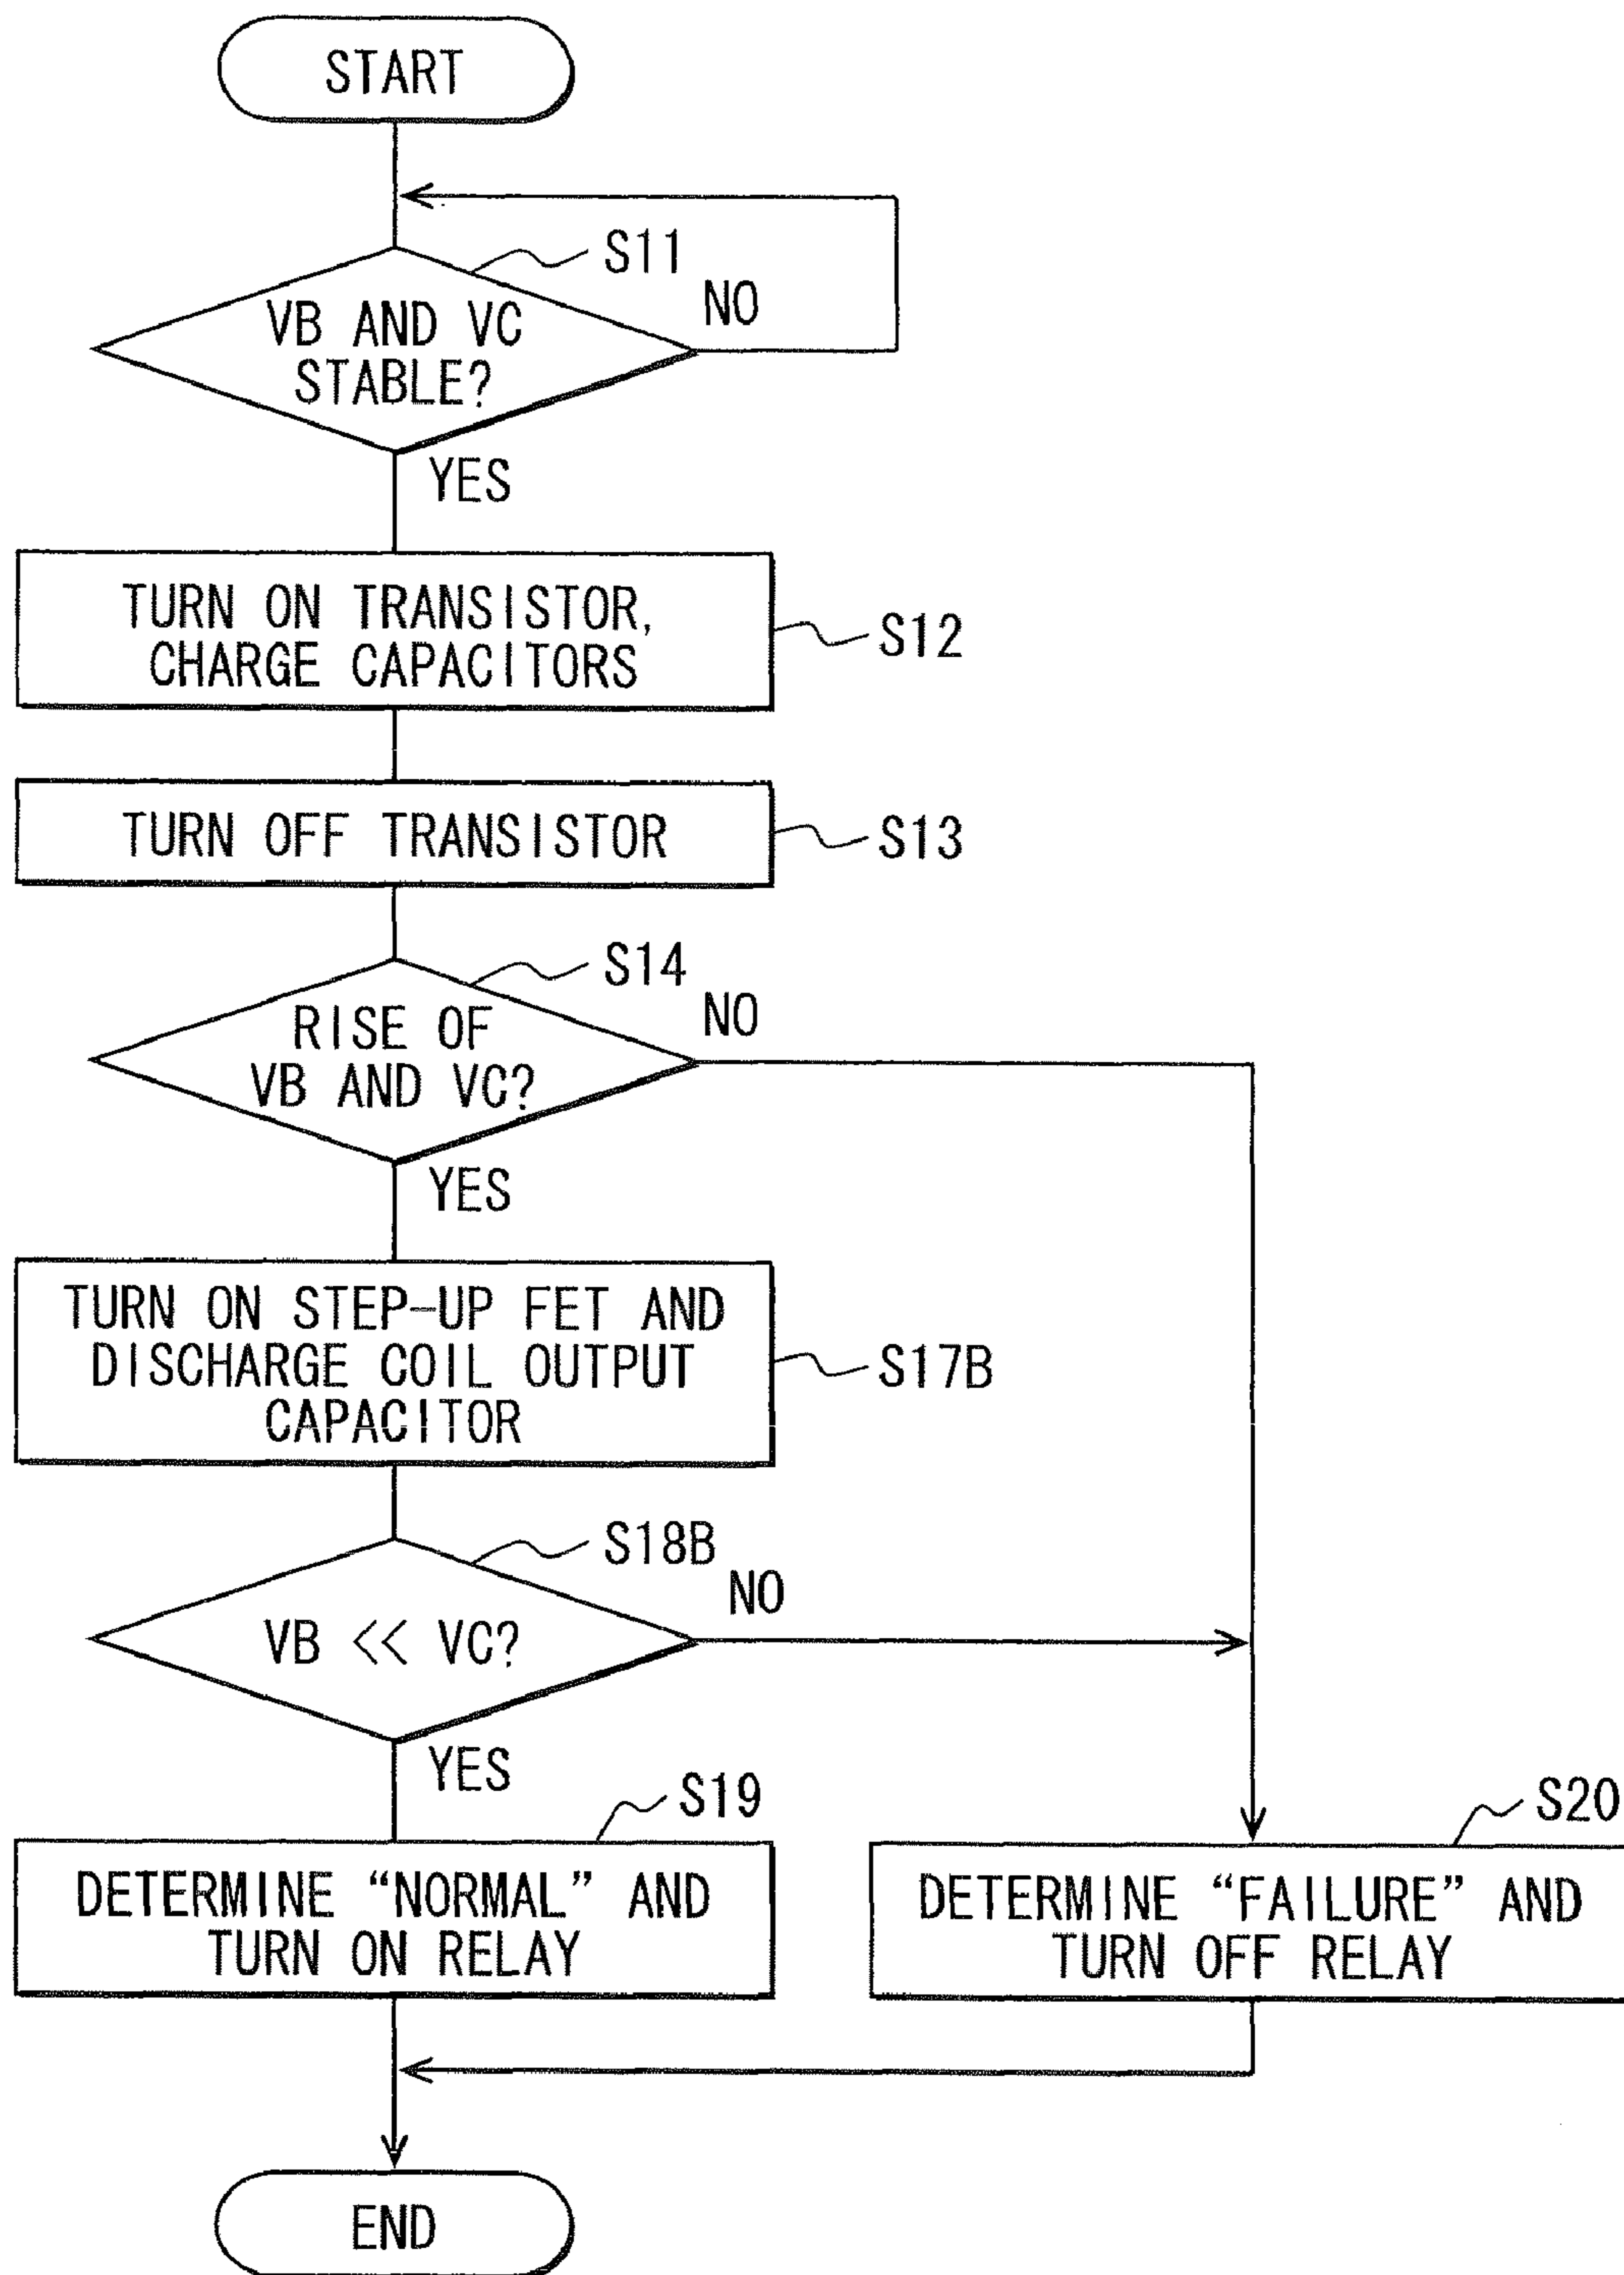 START
S11
VB AND VC
STABLE?
NO
YES
TURN ON TRANSISTOR,
CHARGE CAPACITORS
S12
TURN OFF TRANSISTOR
S13
S14
RISE OF
VB AND VC?
NO
YES
TURN ON STEP-UP FET AND
DISCHARGE COIL OUTPUT
CAPACITOR
S17B
S18B
VB << VC?
NO
YES
S19
DETERMINE “NORMAL” AND
TURN ON RELAY
S20
DETERMINE “FAILURE” AND
TURN OFF RELAY
END